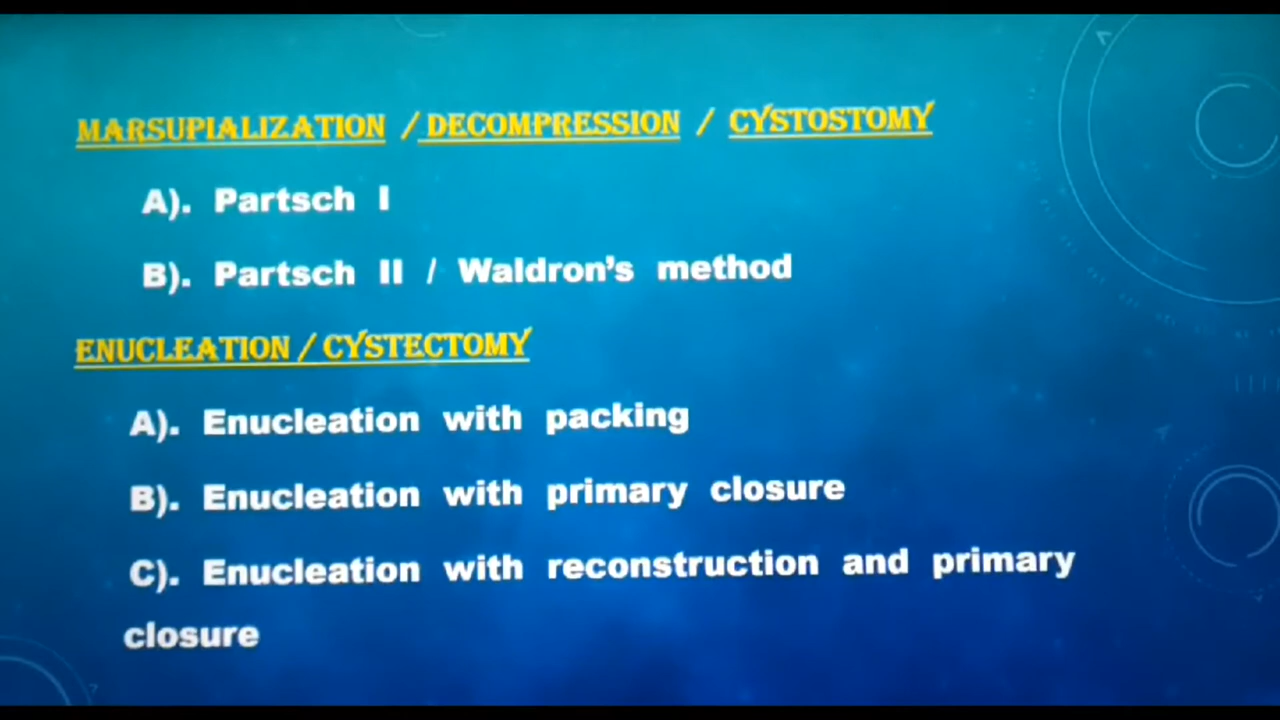 MARSUPIALIZATION / DECOMPRESSION / CYSTOSTOMY
A). Partsch I
B). Partsch II / Waldron's method
ENUCLEATION / CYSTECTOMY
A). Enucleation with packing
B). Enucleation with primary closure
C). Enucleation with reconstruction and primary
closure